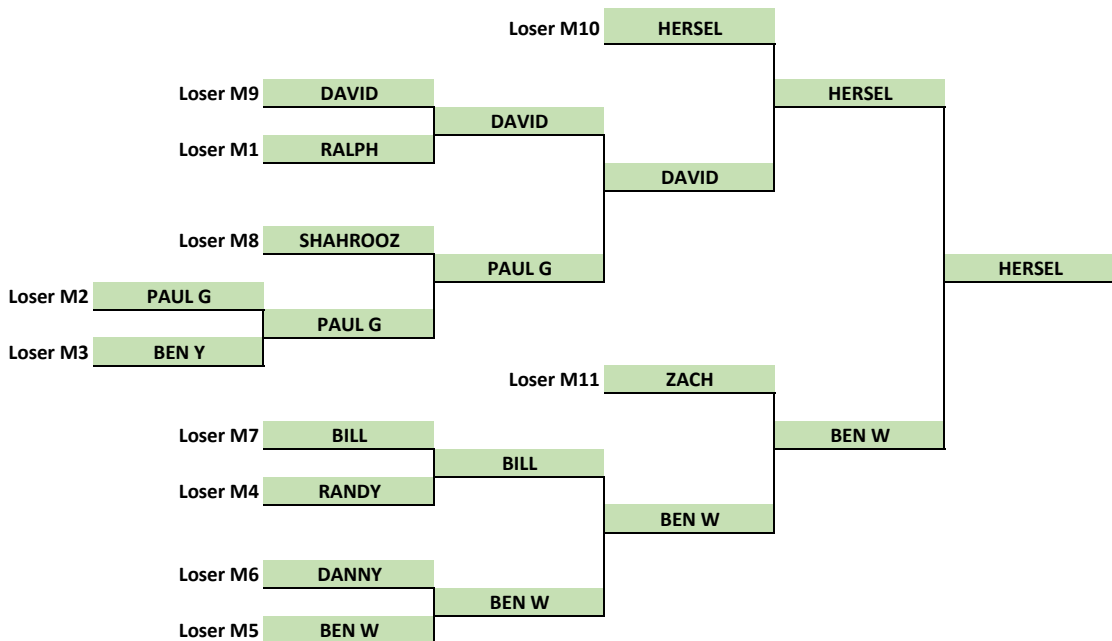 Loser M10 HERSEL
Loser M9 DAVID HERSEL
DAVID
Loser M1 RALPH
DAVID
Loser M8 SHAHROOZ
PAUL G HERSEL
Loser M2 PAUL G
PAUL G
Loser M3 BEN Y
Loser M11 ZACH
Loser M7 BILL BEN W
BILL
Loser M4 RANDY
BEN W
Loser M6 DANNY
BEN W
Loser M5 BEN W